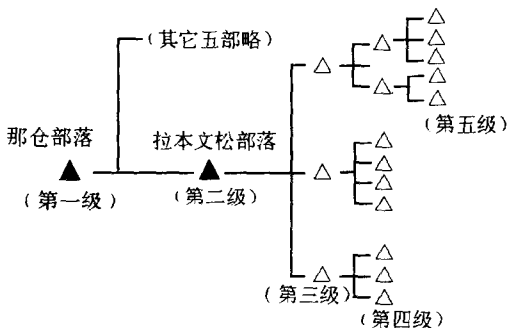 (其它五部略)
(第五级)
那仓部落
拉本文松部落
(第一级)
(第二级)
(第三级)
(第四级)